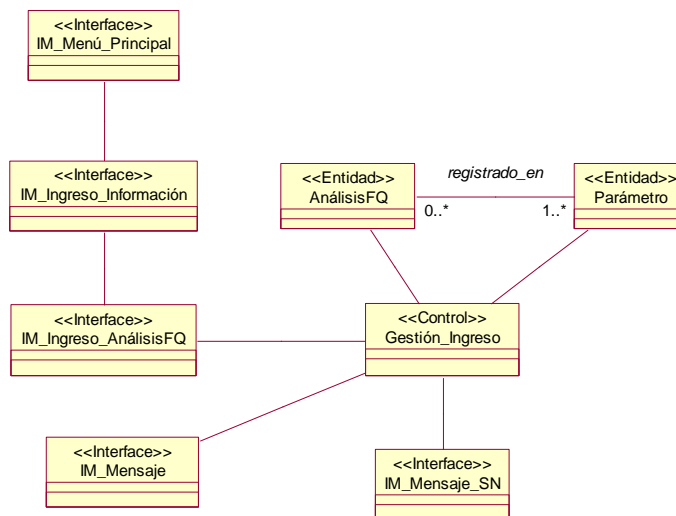 <<Interface>>
IM_Menú_Principal
<<Interface>>
IM_Ingreso_Información
<<Entidad>>
AnálisisFQ
registrado_en
0..*
1..*
<<Entidad>>
Parámetro
<<Interface>>
IM_Ingreso_AnálisisFQ
<<Control>>
Gestión_Ingreso
<<Interface>>
IM_Mensaje
<<Interface>>
IM_Mensaje_SN